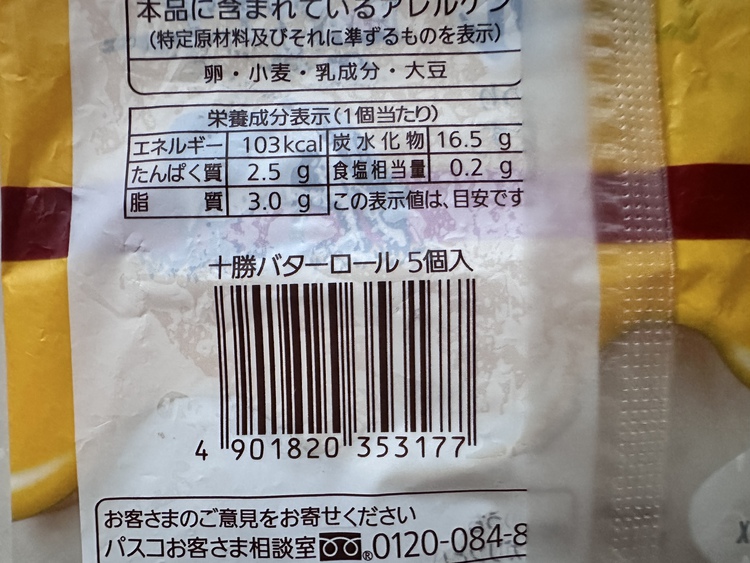 本品に含まれているアレルゲン
(特定原材料及びそれに準ずるものを表示)
卵・小麦・乳成分・大豆
栄養成分表示(1個当たり)
エネルギー 103kcal 炭水化物 16.5 g
たんぱく質 2.5 g 食塩相当量 0.2 g
脂質 3.0 g この表示値は、目安です
十勝バターロール 5個入
4 901820 353177
お客さまのご意見をお寄せください
パスコお客さま相談室 ®0120-084-8